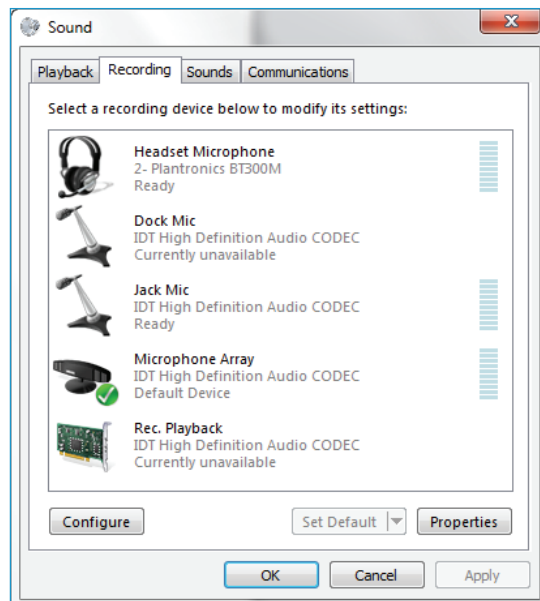 Sound
Playback Recording Sounds Communications
Select a recording device below to modify its settings:
Headset Microphone
2- Plantronics BT300M
Ready
Dock Mic
IDT High Definition Audio CODEC
Currently unavailable
Jack Mic
IDT High Definition Audio CODEC
Ready
Microphone Array
IDT High Definition Audio CODEC
Default Device
Rec. Playback
IDT High Definition Audio CODEC
Currently unavailable
Configure Set Default Properties
OK Cancel Apply